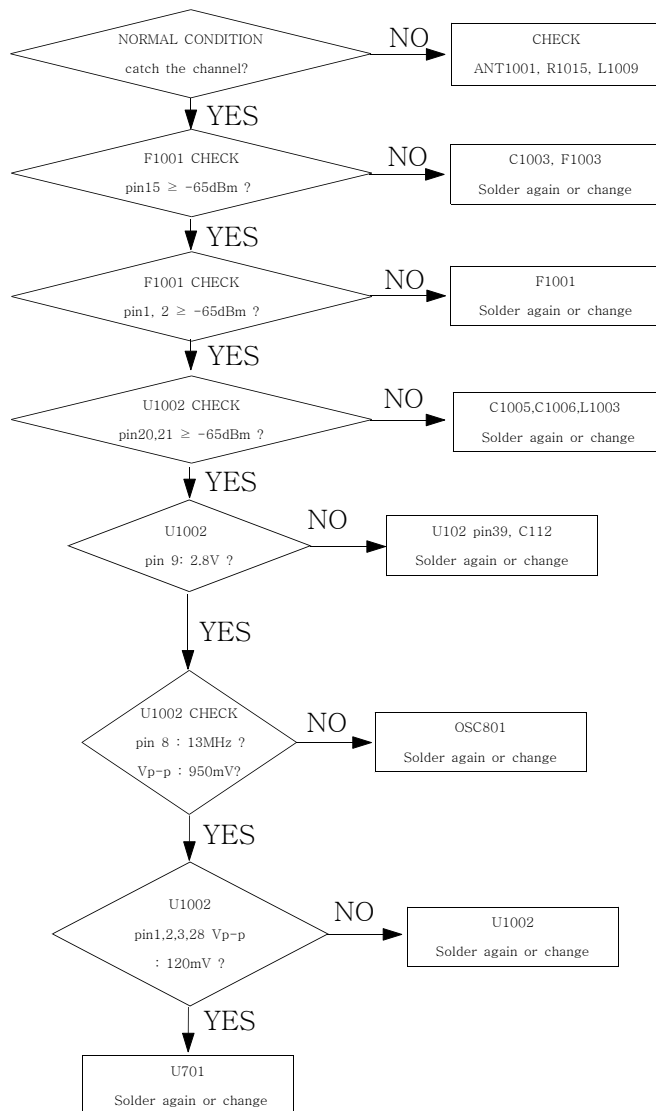 NORMAL CONDITION
catch the channel?
NO
CHECK
ANT1001, R1015, L1009
YES
F1001 CHECK
pin15 ≥ -65dBm ?
NO
C1003, F1003
Solder again or change
YES
F1001 CHECK
pin1, 2 ≥ -65dBm ?
NO
F1001
Solder again or change
YES
U1002 CHECK
pin20,21 ≥ -65dBm ?
NO
C1005,C1006,L1003
Solder again or change
YES
U1002
pin 9: 2.8V ?
NO
U102 pin39, C112
Solder again or change
YES
U1002 CHECK
pin 8 : 13MHz ?
Vp-p : 950mV?
NO
OSC801
Solder again or change
YES
U1002
pin1,2,3,28 Vp-p
: 120mV ?
NO
U1002
Solder again or change
YES
U701
Solder again or change